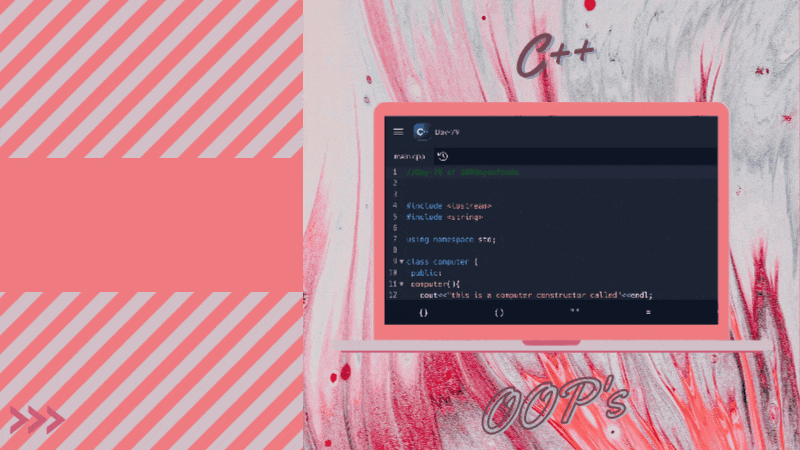 C++
C++ Day-79
main.cpp
1 //Day-79 of
2
3
4 #include <iostream>
5 #include <string>
6
7 using namespace std;
8
9 class computer {
10 public:
11 computer(){
12 cout<<"this is a computer constructor called"<<endl;
{} () "" =
OOP's